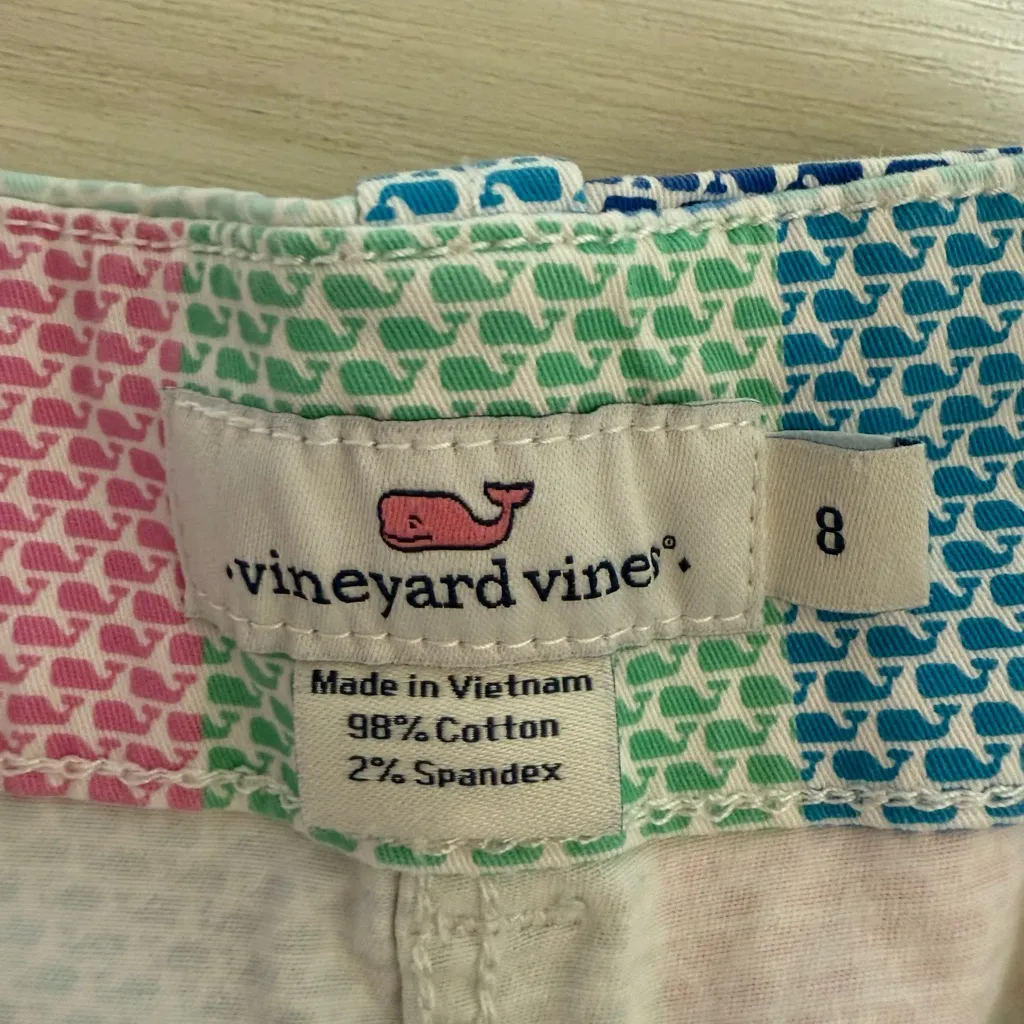 ·vineyard vines®·
8
Made in Vietnam
98% Cotton
2% Spandex